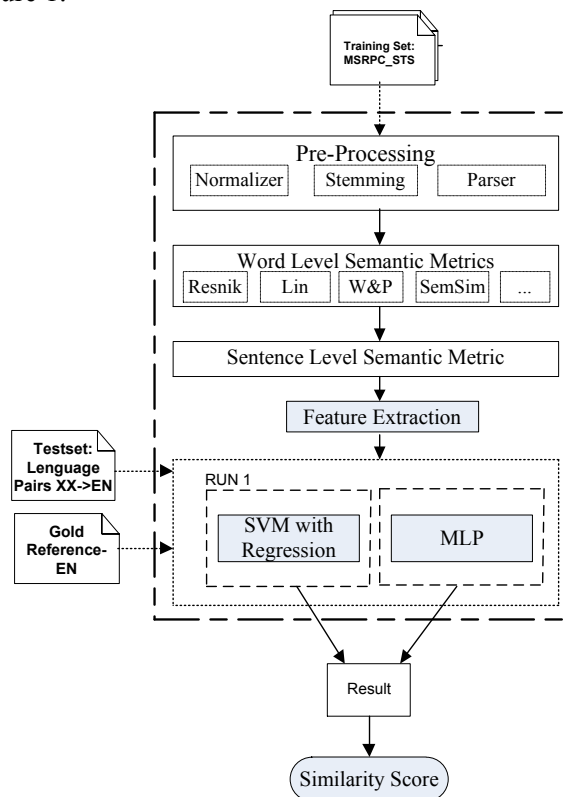 Training Set:
MSRPC_STS
Pre-Processing
Normalizer Stemming Parser
Word Level Semantic Metrics
Resnik Lin W&P SemSim ...
Sentence Level Semantic Metric
Feature Extraction
Testset:
Lenguage
Pairs XX->EN
Gold
Reference-
EN
RUN 1
SVM with
Regression
MLP
Result
Similarity Score